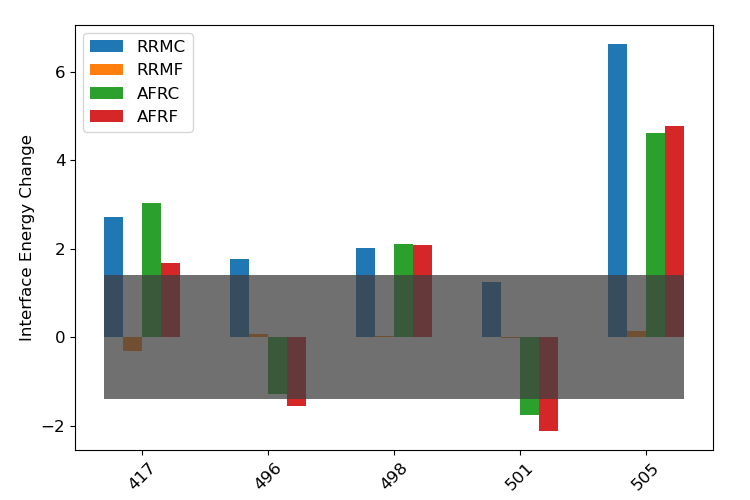 RRMC
RRMF
AFRC
AFRF
Interface Energy Change
6
4
2
0
−2
417
496
498
501
505